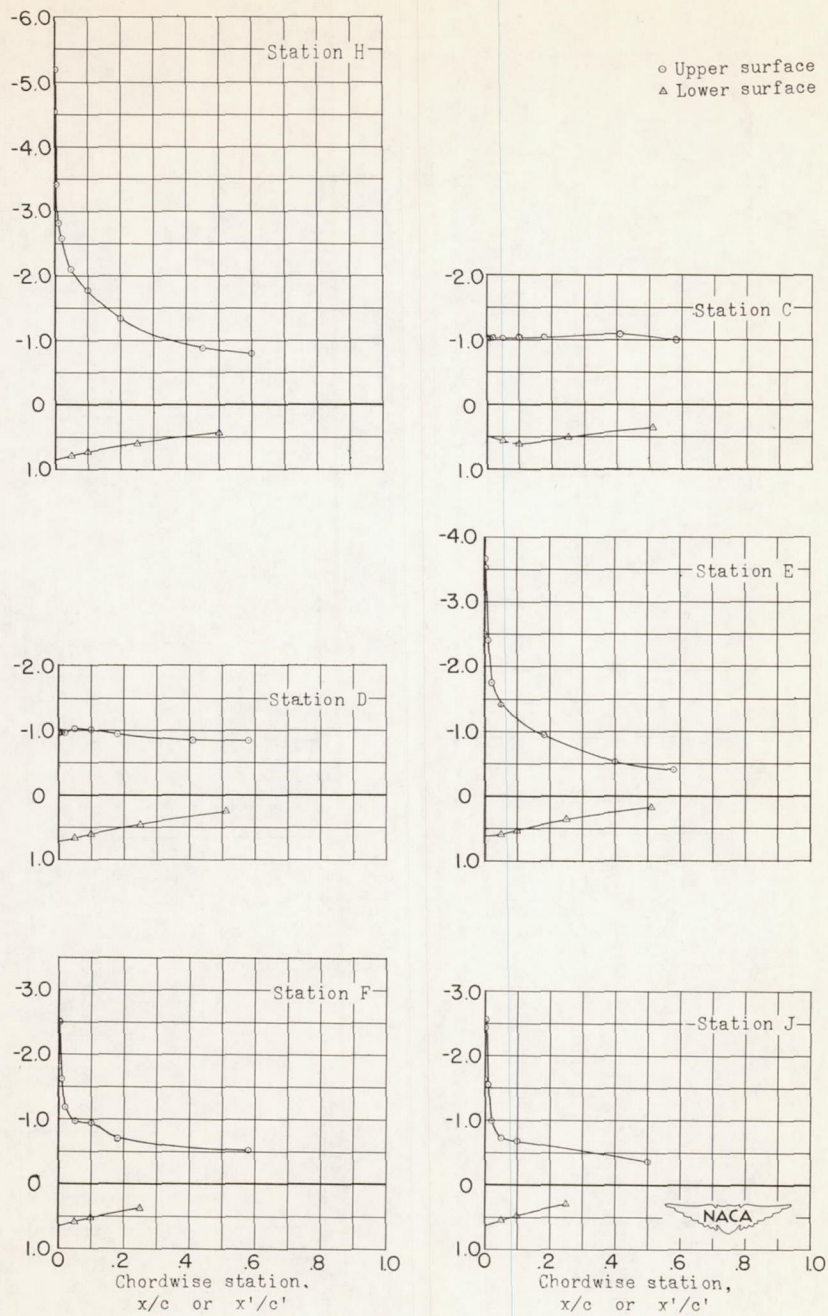 -6.0
Station H
-5.0
-4.0
-3.0
-2.0
-1.0
0
1.0
○ Upper surface
△ Lower surface
-2.0
Station C
-1.0
0
1.0
-2.0
Station D
-1.0
0
1.0
-4.0
Station E
-3.0
-2.0
-1.0
0
1.0
-3.0
Station F
-2.0
-1.0
0
1.0
0 .2 .4 .6 .8 1.0
Chordwise station,
x/c or x'/c'
-3.0
Station J
-2.0
-1.0
0
NACA
1.0
0 .2 .4 .6 .8 1.0
Chordwise station,
x/c or x'/c'